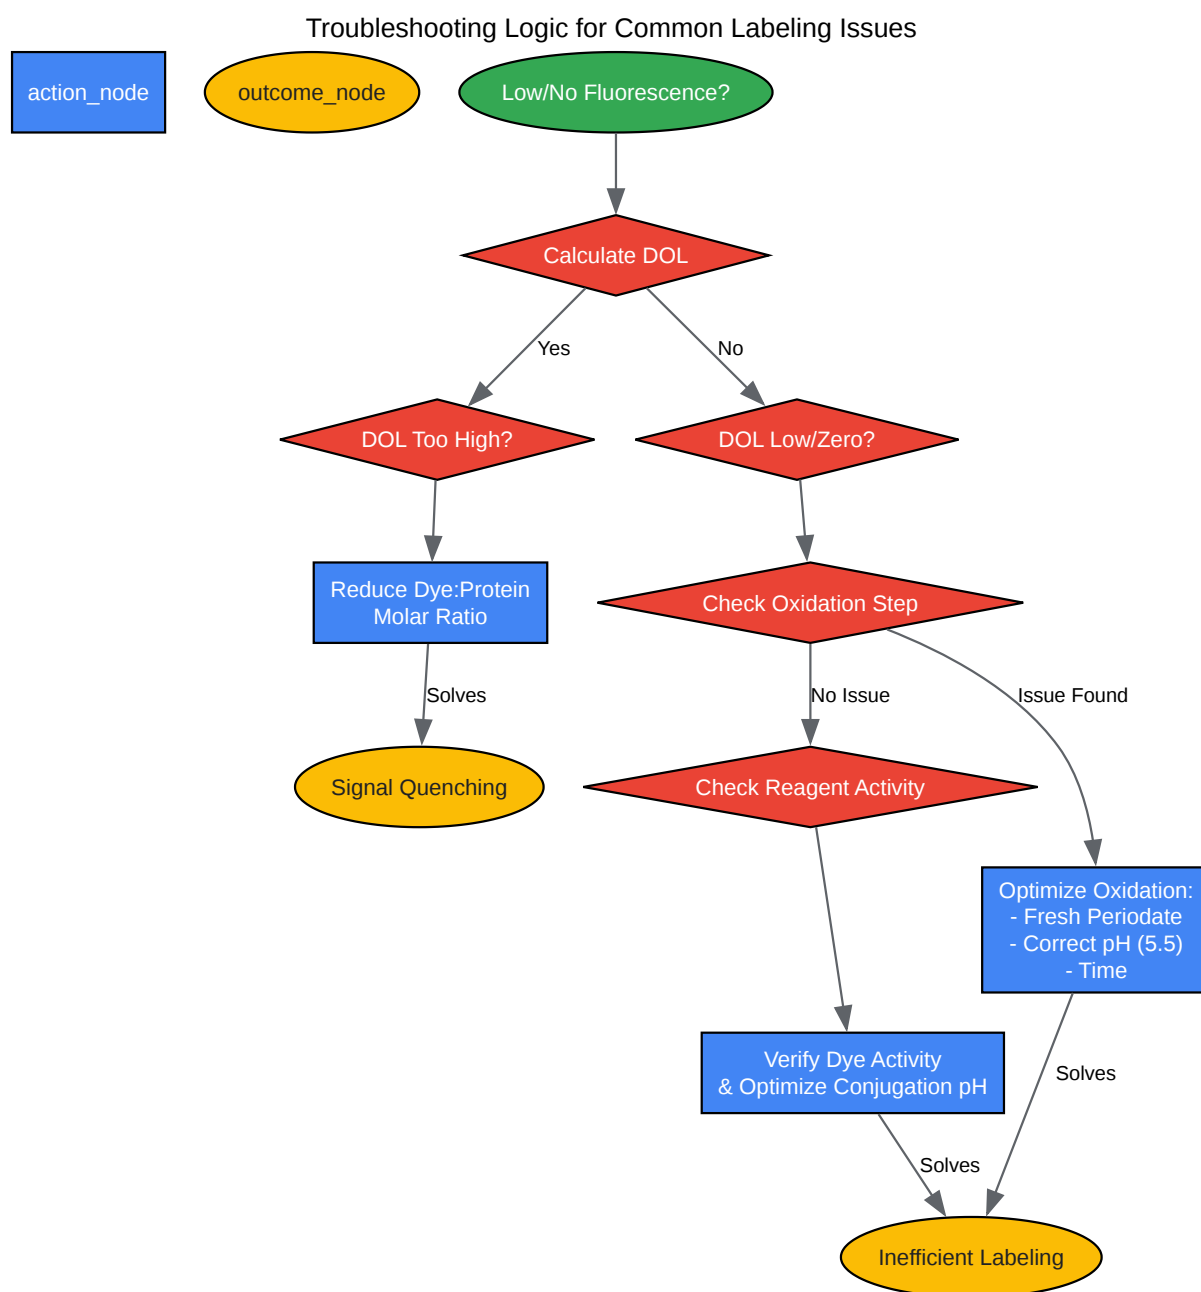 Troubleshooting Logic for Common Labeling Issues
action_node
outcome_node
Low/No Fluorescence?
Calculate DOL
Yes
No
DOL Too High?
DOL Low/Zero?
Reduce Dye:Protein
Molar Ratio
Check Oxidation Step
Solves
No Issue
Issue Found
Signal Quenching
Check Reagent Activity
Optimize Oxidation:
- Fresh Periodate
- Correct pH (5.5)
- Time
Verify Dye Activity
& Optimize Conjugation pH
Solves
Solves
Inefficient Labeling